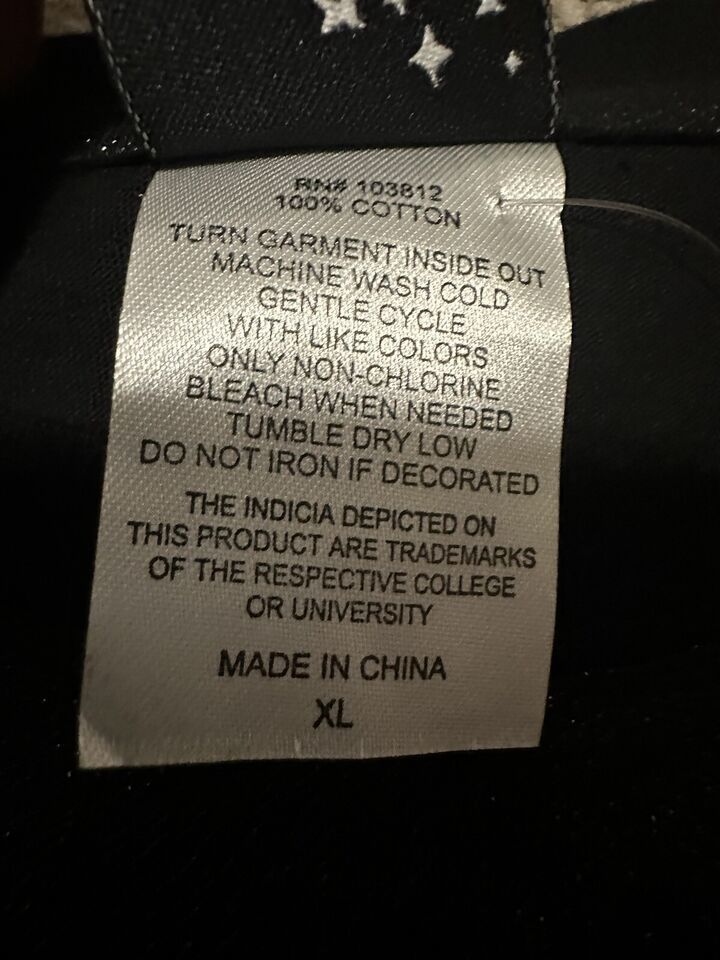 RN# 103812
100% COTTON
TURN GARMENT INSIDE OUT
MACHINE WASH COLD
GENTLE CYCLE
WITH LIKE COLORS
ONLY NON-CHLORINE
BLEACH WHEN NEEDED
TUMBLE DRY LOW
DO NOT IRON IF DECORATED
THE INDICIA DEPICTED ON
THIS PRODUCT ARE TRADEMARKS
OF THE RESPECTIVE COLLEGE
OR UNIVERSITY
MADE IN CHINA
XL